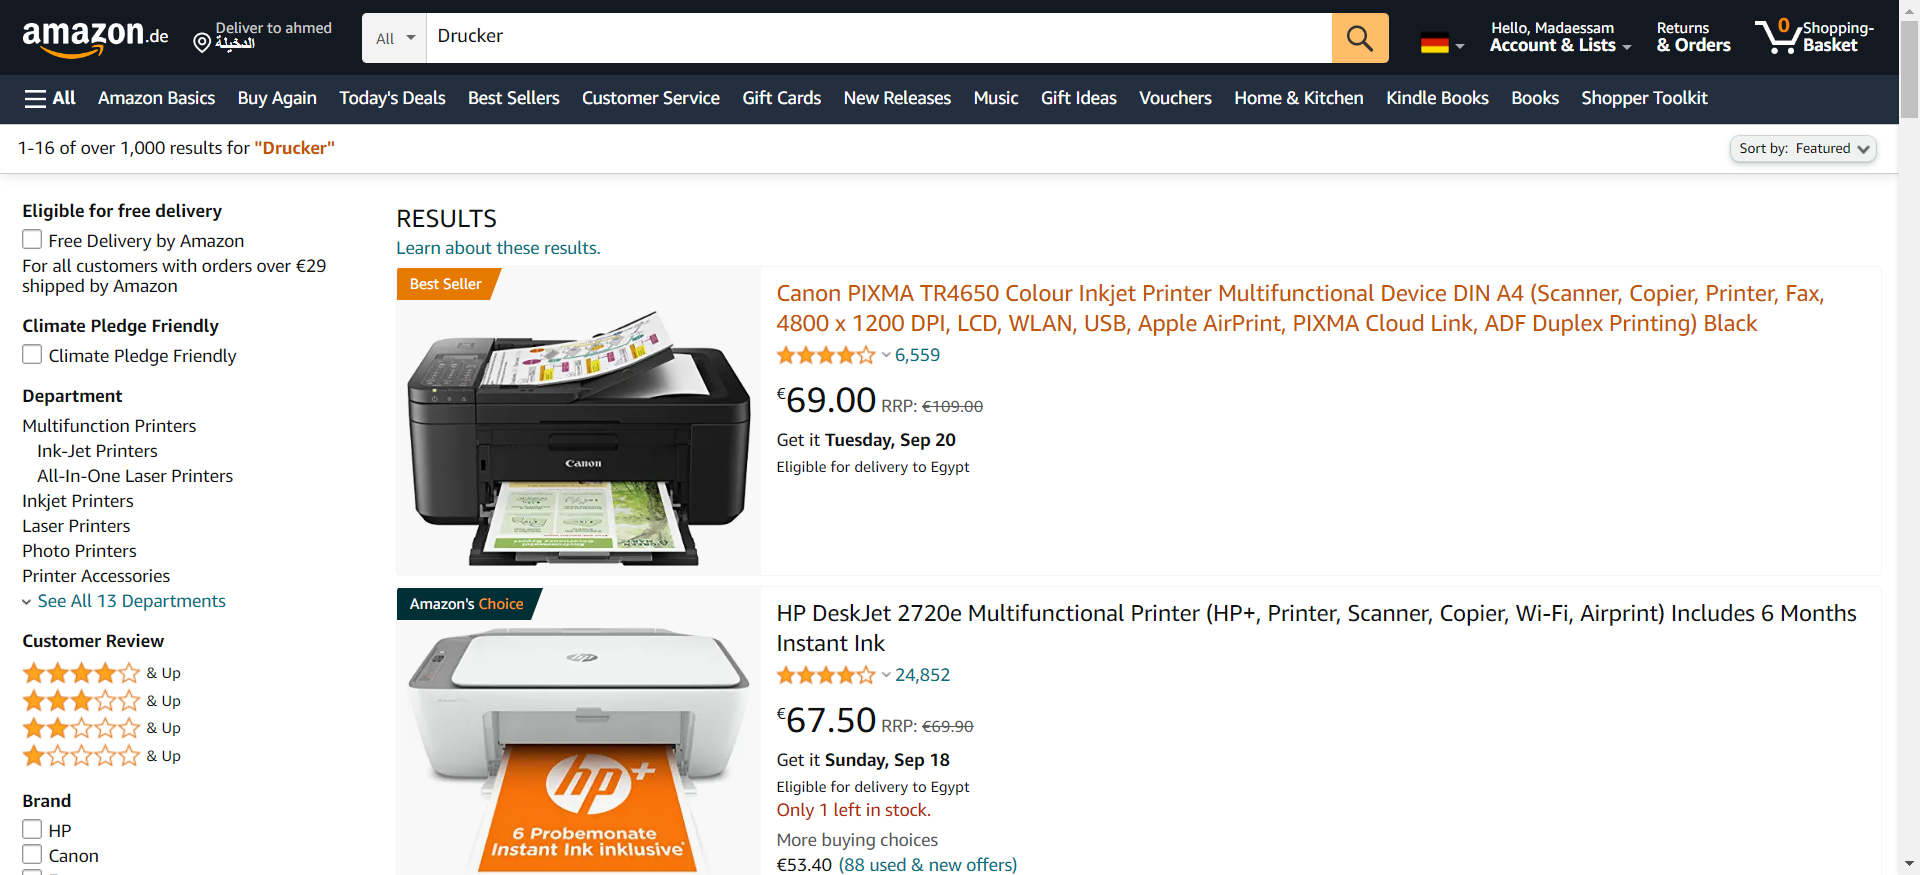 amazon.de
Deliver to ahmed
الدخيلة
All
Drucker
Hello, Madaessam
Account & Lists
Returns
& Orders
0
Shopping-
Basket
All
Amazon Basics
Buy Again
Today's Deals
Best Sellers
Customer Service
Gift Cards
New Releases
Music
Gift Ideas
Vouchers
Home & Kitchen
Kindle Books
Books
Shopper Toolkit
1-16 of over 1,000 results for "Drucker"
Sort by: Featured
Eligible for free delivery
Free Delivery by Amazon
For all customers with orders over €29
shipped by Amazon
Climate Pledge Friendly
Climate Pledge Friendly
Department
Multifunction Printers
Ink-Jet Printers
All-In-One Laser Printers
Inkjet Printers
Laser Printers
Photo Printers
Printer Accessories
See All 13 Departments
Customer Review
& Up
& Up
& Up
& Up
Brand
HP
Canon
RESULTS
Learn about these results.
Best Seller
Canon
Canon PIXMA TR4650 Colour Inkjet Printer Multifunctional Device DIN A4 (Scanner, Copier, Printer, Fax,
4800 x 1200 DPI, LCD, WLAN, USB, Apple AirPrint, PIXMA Cloud Link, ADF Duplex Printing) Black
6,559
€69.00 RRP: €109.00
Get it Tuesday, Sep 20
Eligible for delivery to Egypt
Amazon's Choice
hp
hp+
6 Probemonate
Instant Ink inklusive*
HP DeskJet 2720e Multifunctional Printer (HP+, Printer, Scanner, Copier, Wi-Fi, Airprint) Includes 6 Months
Instant Ink
24,852
€67.50 RRP: €69.90
Get it Sunday, Sep 18
Eligible for delivery to Egypt
Only 1 left in stock.
More buying choices
€53.40 (88 used & new offers)